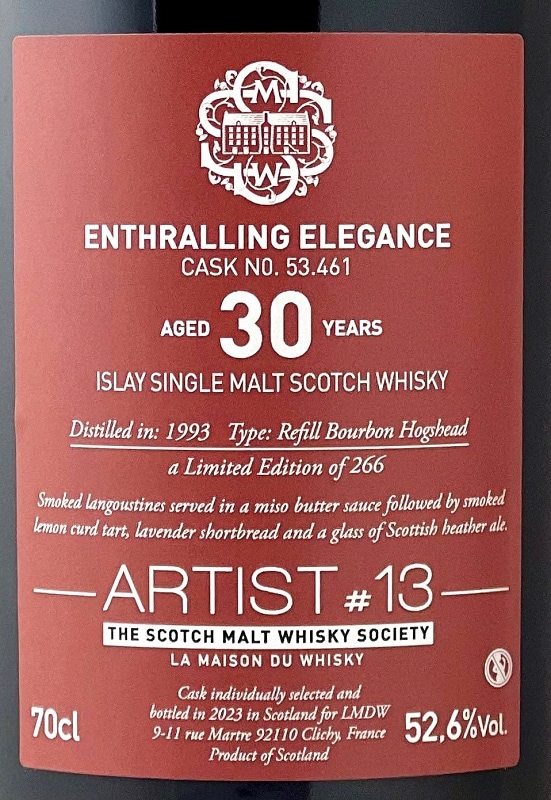 SMWS
ENTHRALLING ELEGANCE
CASK NO. 53.461
AGED 30 YEARS
ISLAY SINGLE MALT SCOTCH WHISKY
Distilled in: 1993 Type: Refill Bourbon Hogshead
a Limited Edition of 266
Smoked langoustines served in a miso butter sauce followed by smoked
lemon curd tart, lavender shortbread and a glass of Scottish heather ale.
ARTIST #13
THE SCOTCH MALT WHISKY SOCIETY
LA MAISON DU WHISKY
Cask individually selected and
bottled in 2023 in Scotland for LMDW
9-11 rue Martre 92110 Clichy, France
Product of Scotland
70cl
52,6%Vol.